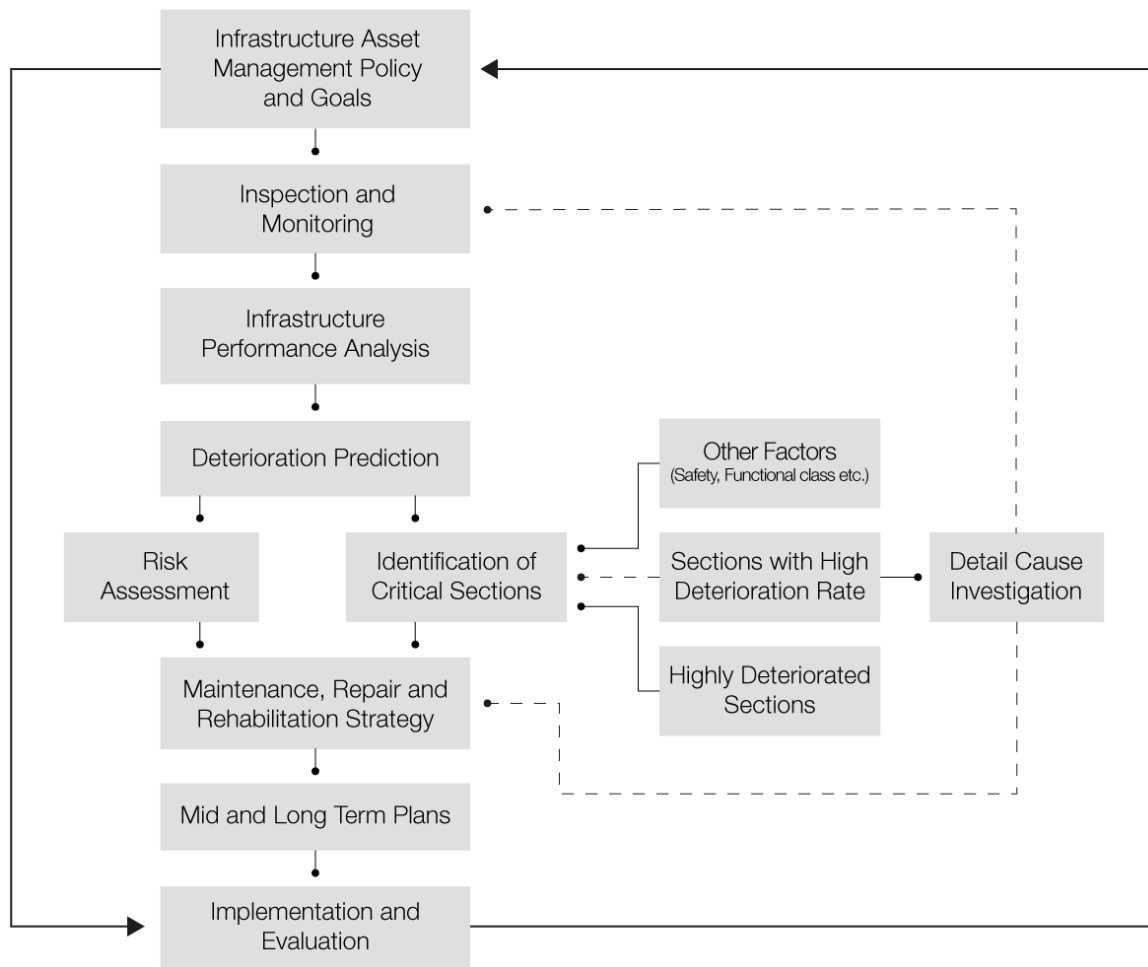 Infrastructure Asset
Management Policy
and Goals
Inspection and
Monitoring
Infrastructure
Performance Analysis
Deterioration Prediction
Other Factors
(Safety, Functional class etc.)
Risk
Assessment
Identification of
Critical Sections
Sections with High
Deterioration Rate
Detail Cause
Investigation
Highly Deteriorated
Sections
Maintenance, Repair and
Rehabilitation Strategy
Mid and Long Term Plans
Implementation and
Evaluation